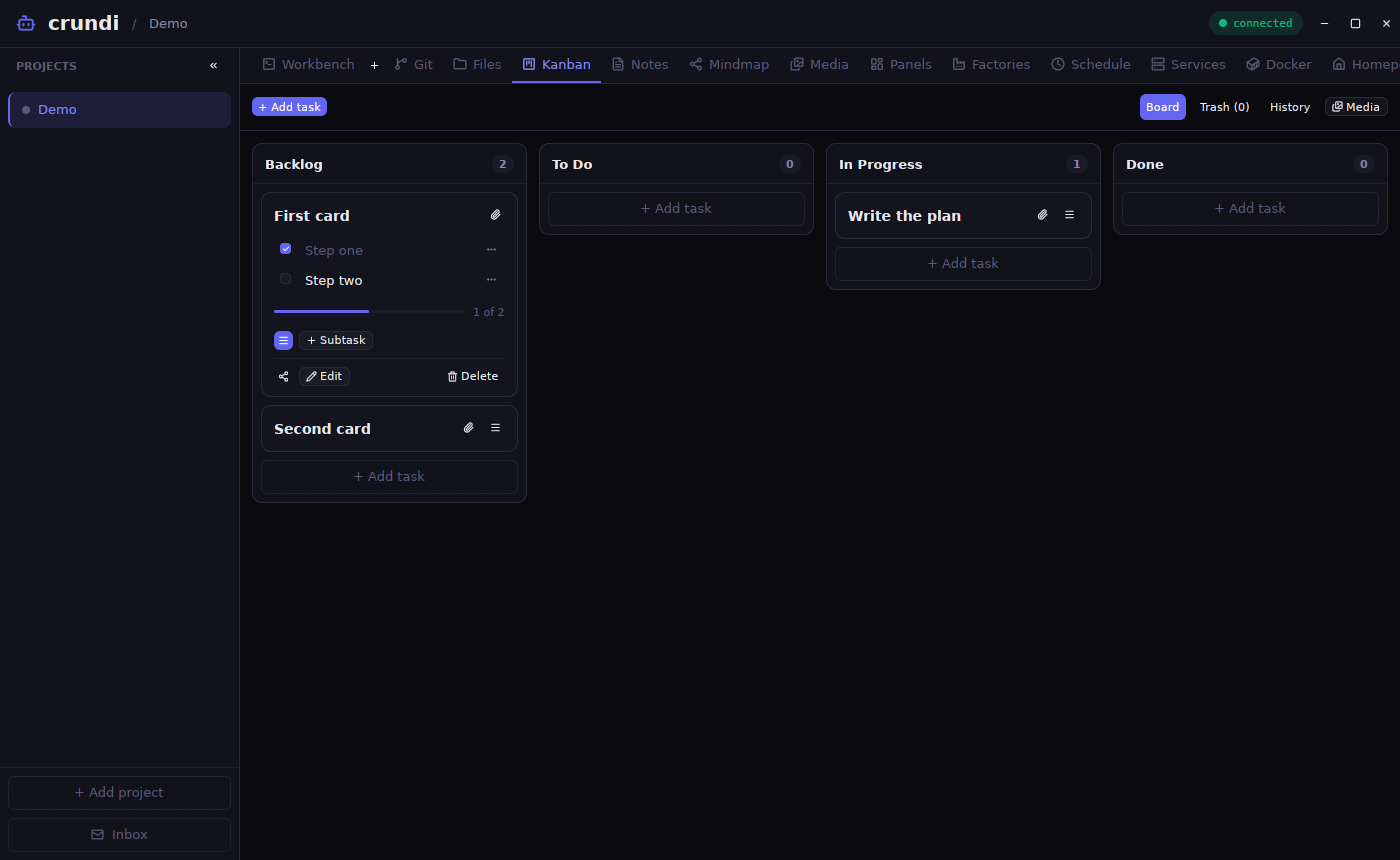 crundi / Demo
connected
PROJECTS «
Workbench + Git Files Kanban Notes Mindmap Media Panels Factories Schedule Services Docker Homep
Demo
+ Add task
Board Trash (0) History Media
Backlog 2
To Do 0
In Progress 1
Done 0
First card
Step one
Step two
1 of 2
+ Subtask
Edit Delete
Second card
+ Add task
+ Add task
Write the plan
+ Add task
+ Add task
+ Add project
Inbox